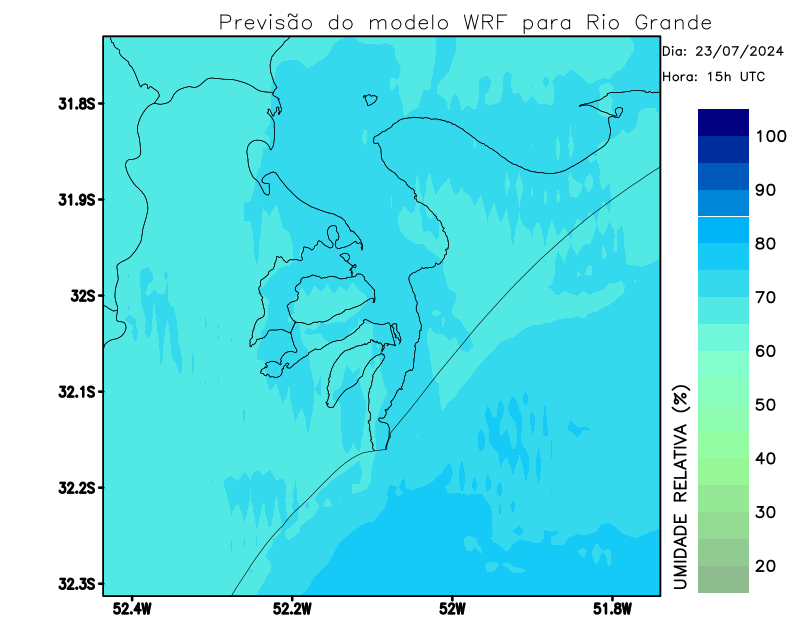 Previsão do modelo WRF para Rio Grande
Dia: 23/07/2024
Hora: 15h UTC
31.8S
31.9S
32S
32.1S
32.2S
32.3S
52.4W
52.2W
52W
51.8W
100
90
80
70
60
50
40
30
20
UMIDADE RELATIVA (%)